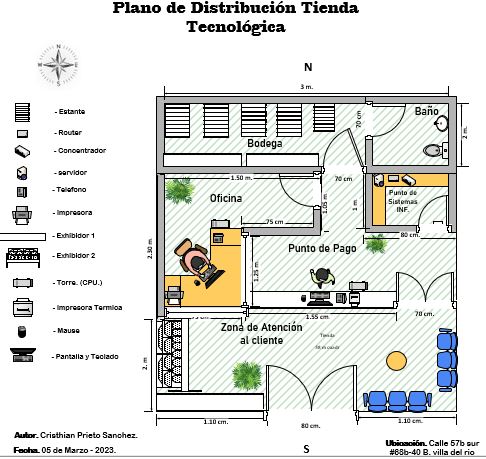 Plano de Distribución Tienda
Tecnológica
N
3 m.
- Estante
- Router
- Concentrador
- servidor
- Telefono
- Impresora
- Exhibidor 1
- Exhibidor 2
- Torre. (CPU.)
- Impresora Termica
- Mause
- Pantalla y Teclado
Bodega
70 cm
Baño
2 m.
1.50 m.
70 cm
Oficina
1.05 m.
1 m.
Punto de
Sistemas
INF.
75 cm
80 cm.
2.30 m.
Punto de Pago
1.25 m.
1.55 cm
70 cm.
Zona de Atención
al cliente
Tienda
2 m.
1.10 cm.
80 cm.
1.10 cm.
Autor. Cristhian Prieto Sanchez.
Fecha. 05 de Marzo - 2023.
S
Ubicación. Calle 57b sur
#68b-40 B. villa del rio